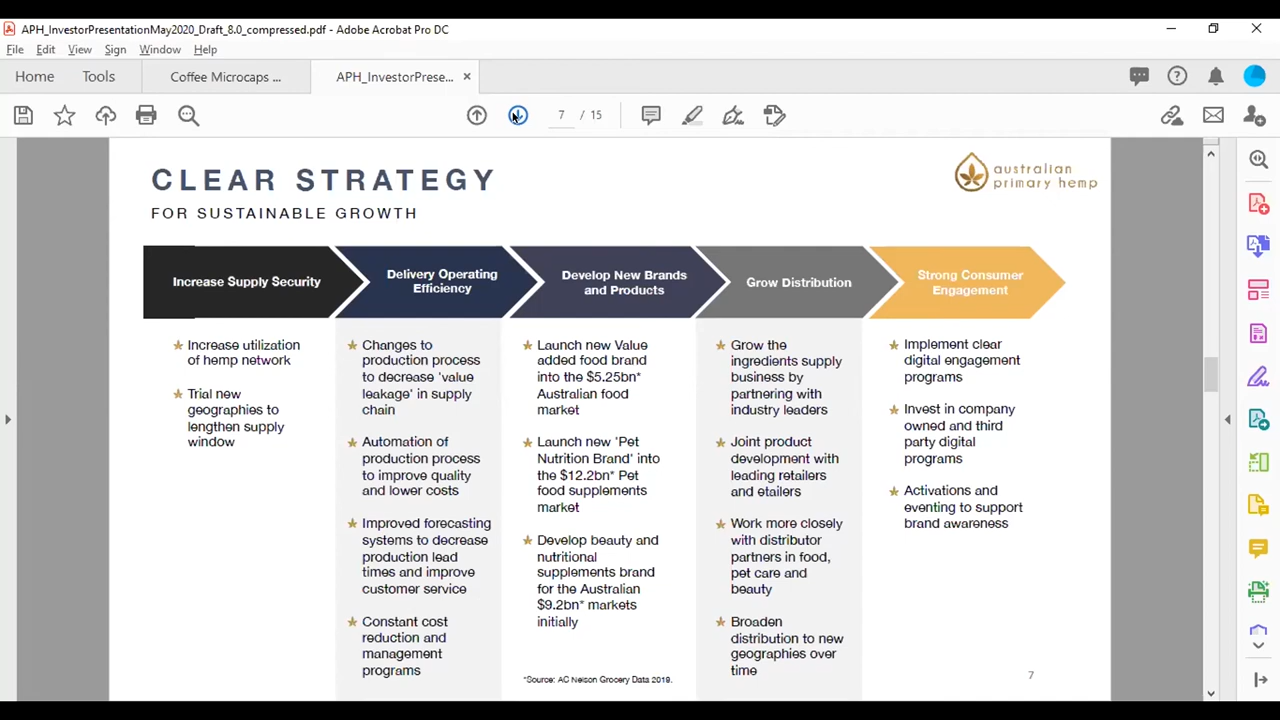 APH_InvestorPresentationMay2020_Draft_8.0_compressed.pdf - Adobe Acrobat Pro DC
File Edit View Sign Window Help
Home Tools Coffee Microcaps ... APH_InvestorPrese... ×
7 / 15
CLEAR STRATEGY
FOR SUSTAINABLE GROWTH
australian
primary hemp
Increase Supply Security
Delivery Operating
Efficiency
Develop New Brands
and Products
Grow Distribution
Strong Consumer
Engagement
Increase utilization
of hemp network
Trial new
geographies to
lengthen supply
window
Changes to
production process
to decrease 'value
leakage' in supply
chain
Automation of
production process
to improve quality
and lower costs
Improved forecasting
systems to decrease
production lead
times and improve
customer service
Constant cost
reduction and
management
programs
Launch new Value
added food brand
into the $5.25bn*
Australian food
market
Launch new 'Pet
Nutrition Brand' into
the $12.2bn* Pet
food supplements
market
Develop beauty and
nutritional
supplements brand
for the Australian
$9.2bn* markets
initially
Grow the
ingredients supply
business by
partnering with
industry leaders
Joint product
development with
leading retailers
and etailers
Work more closely
with distributor
partners in food,
pet care and
beauty
Broaden
distribution to new
geographies over
time
Implement clear
digital engagement
programs
Invest in company
owned and third
party digital
programs
Activations and
eventing to support
brand awareness
*Source: AC Nelson Grocery Data 2019.
7